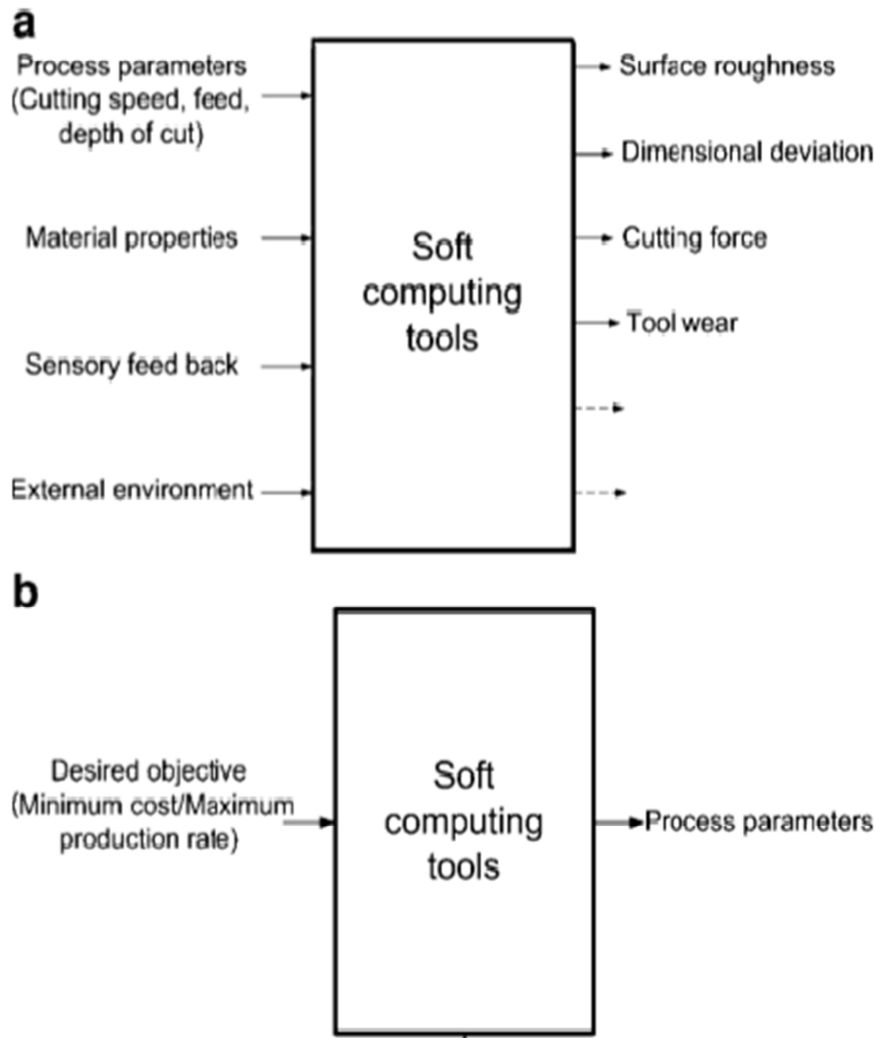 a
Process parameters
(Cutting speed, feed,
depth of cut)
Material properties
Sensory feed back
External environment
Soft
computing
tools
Surface roughness
Dimensional deviation
Cutting force
Tool wear
b
Desired objective
(Minimum cost/Maximum
production rate)
Soft
computing
tools
Process parameters